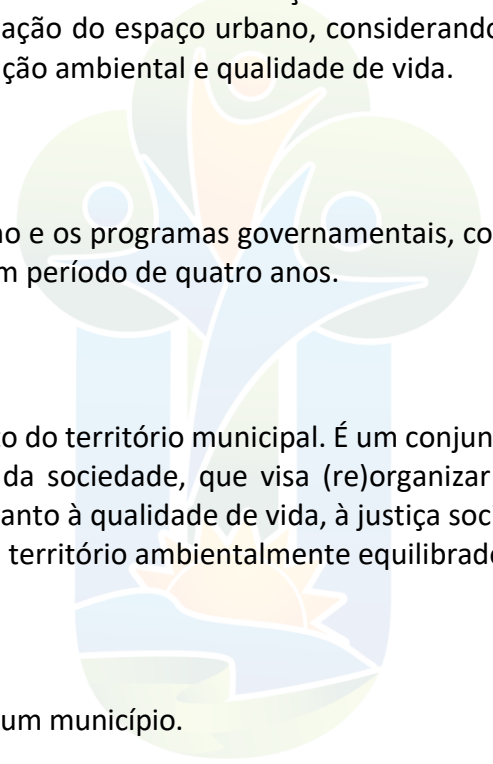 ação do espaço urbano, considerando
ção ambiental e qualidade de vida.
o e os programas governamentais, co
m período de quatro anos.
o do território municipal. É um conjun
da sociedade, que visa (re)organizar
anto à qualidade de vida, à justiça soc
território ambientalmente equilibrado
um município.